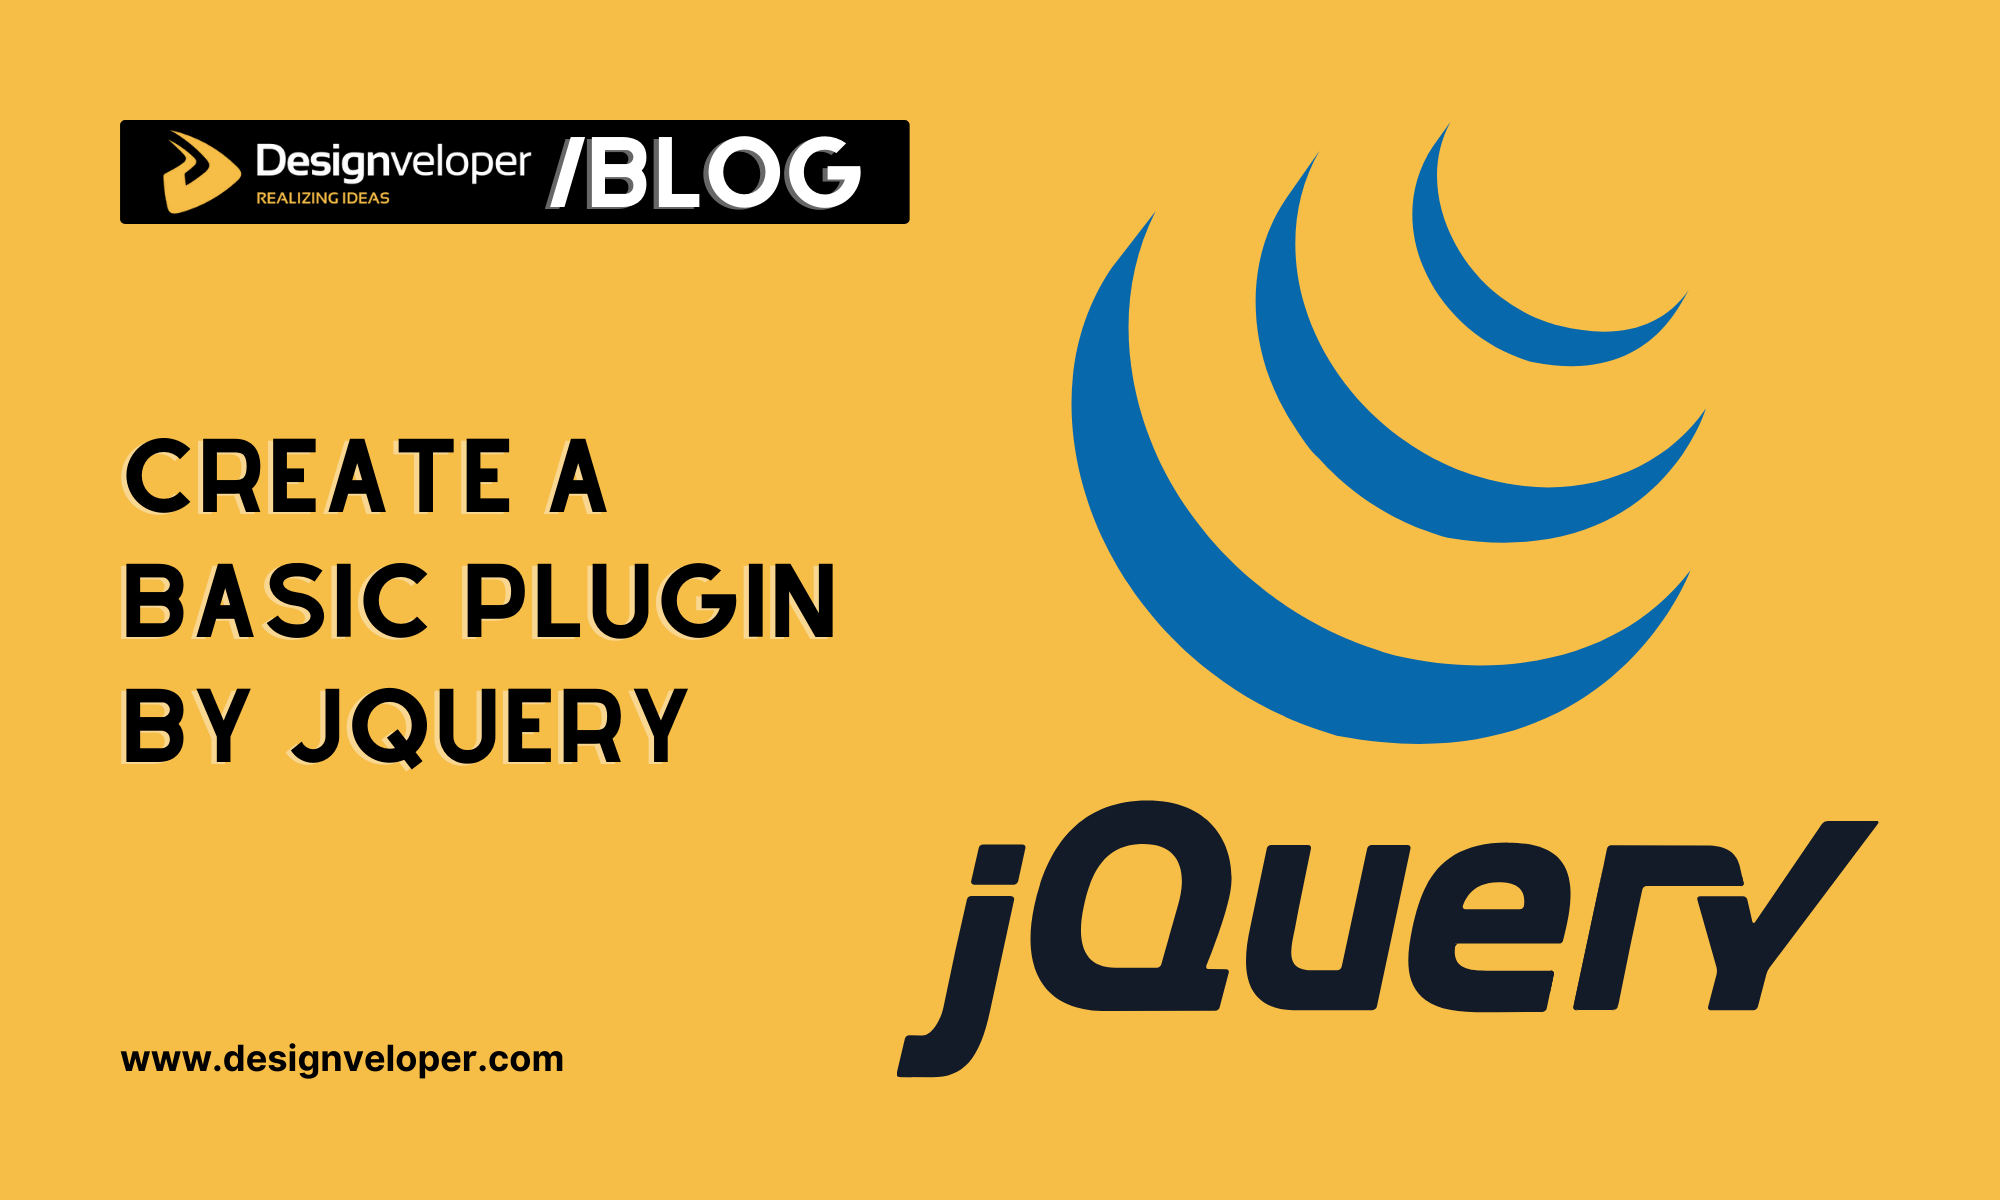 Designveloper /BLOG
REALIZING IDEAS
CREATE A
BASIC PLUGIN
BY JQUERY
jQuery
www.designveloper.com